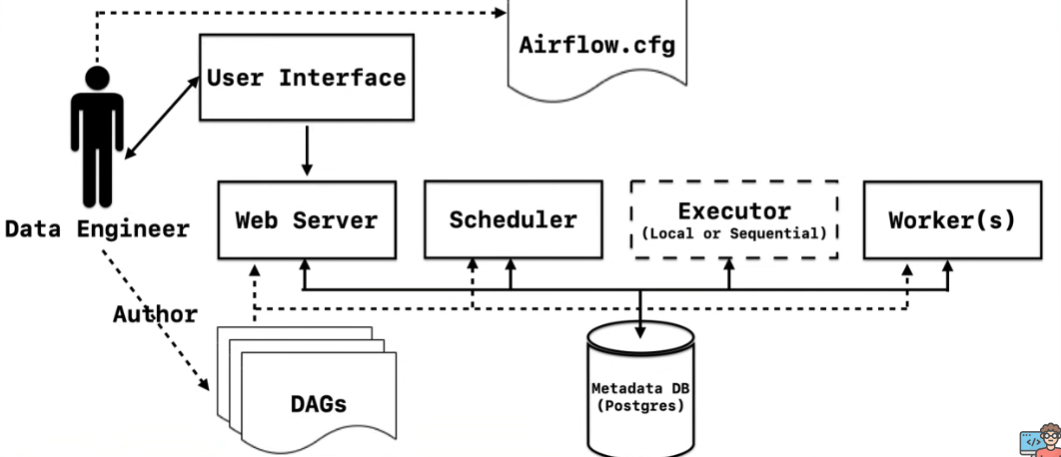 Airflow.cfg
User Interface
Data Engineer
Web Server
Scheduler
Executor
(Local or Sequential)
Worker(s)
Author
DAGs
Metadata DB
(Postgres)
</>